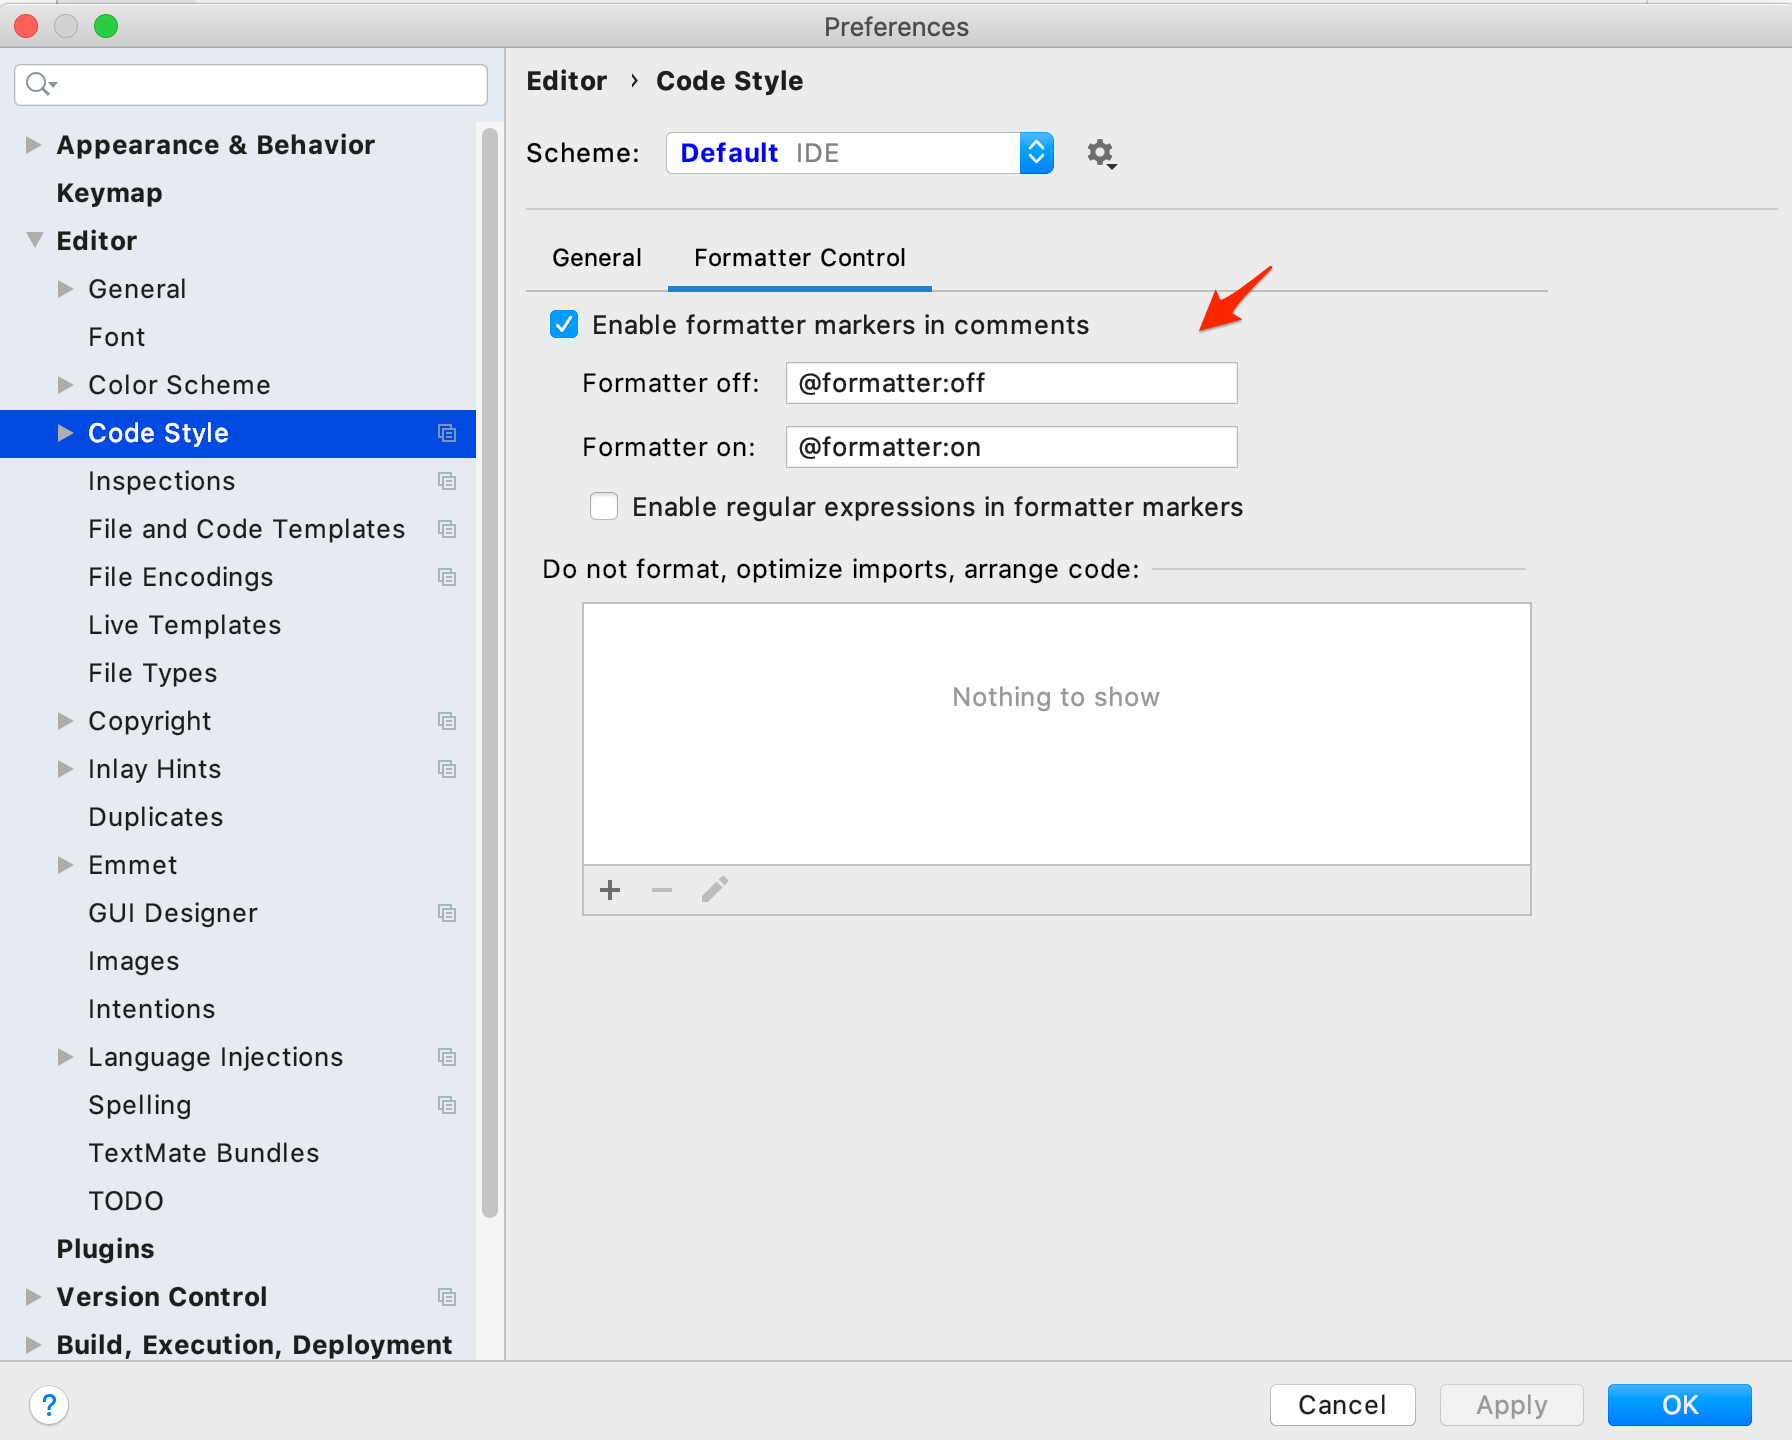 Preferences
Appearance & Behavior
Keymap
Editor
General
Font
Color Scheme
Code Style
Inspections
File and Code Templates
File Encodings
Live Templates
File Types
Copyright
Inlay Hints
Duplicates
Emmet
GUI Designer
Images
Intentions
Language Injections
Spelling
TextMate Bundles
TODO
Plugins
Version Control
Build, Execution, Deployment
Editor › Code Style
Scheme: Default IDE
General Formatter Control
Enable formatter markers in comments
Formatter off: @formatter:off
Formatter on: @formatter:on
Enable regular expressions in formatter markers
Do not format, optimize imports, arrange code:
Nothing to show
? Cancel Apply OK